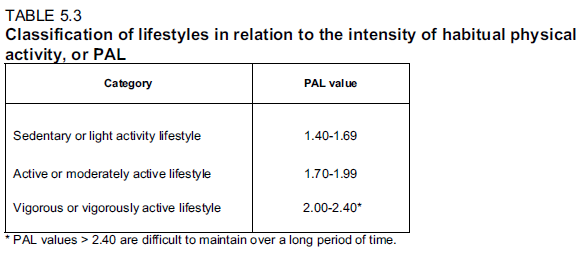 TABLE 5.3
Classification of lifestyles in relation to the intensity of habitual physical
activity, or PAL
Category PAL value
Sedentary or light activity lifestyle 1.40-1.69
Active or moderately active lifestyle 1.70-1.99
Vigorous or vigorously active lifestyle 2.00-2.40*
* PAL values > 2.40 are difficult to maintain over a long period of time.